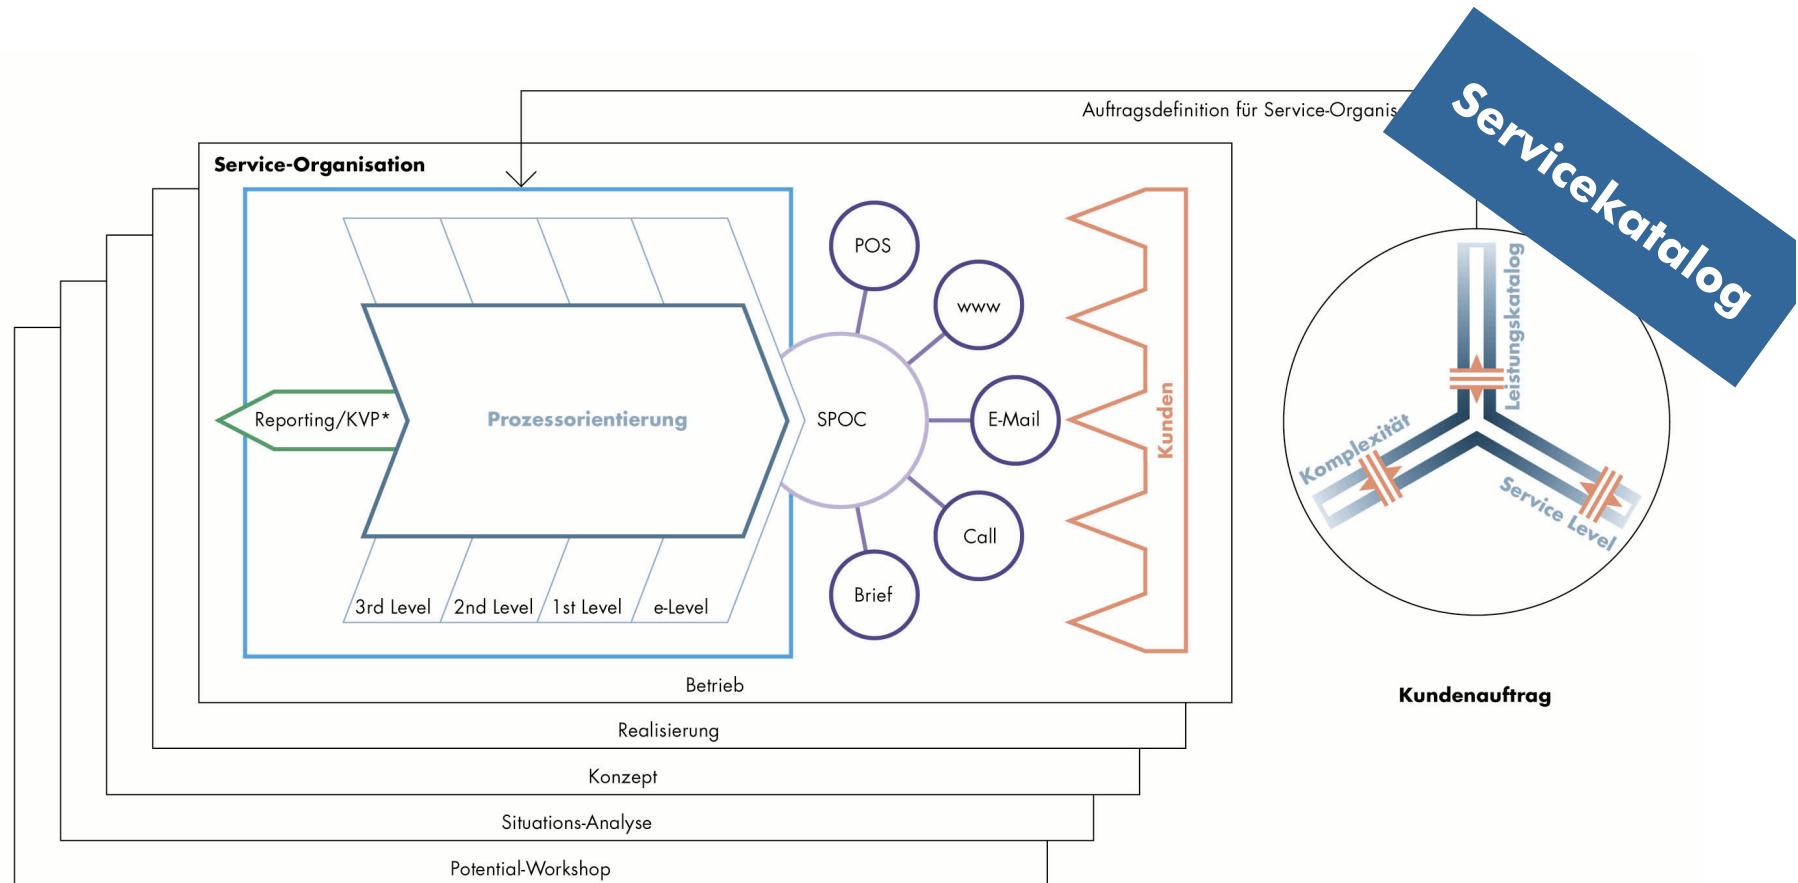 Servicekatalog
Auftragsdefinition für Service-Organis
Service-Organisation
POS
www
E-Mail
Call
Brief
SPOC
Kunden
Reporting/KVP*
Prozessorientierung
3rd Level
2nd Level
1st Level
e-Level
Betrieb
Realisierung
Konzept
Situations-Analyse
Potential-Workshop
Leistungskatalog
Komplexität
Service Level
Kundenauftrag